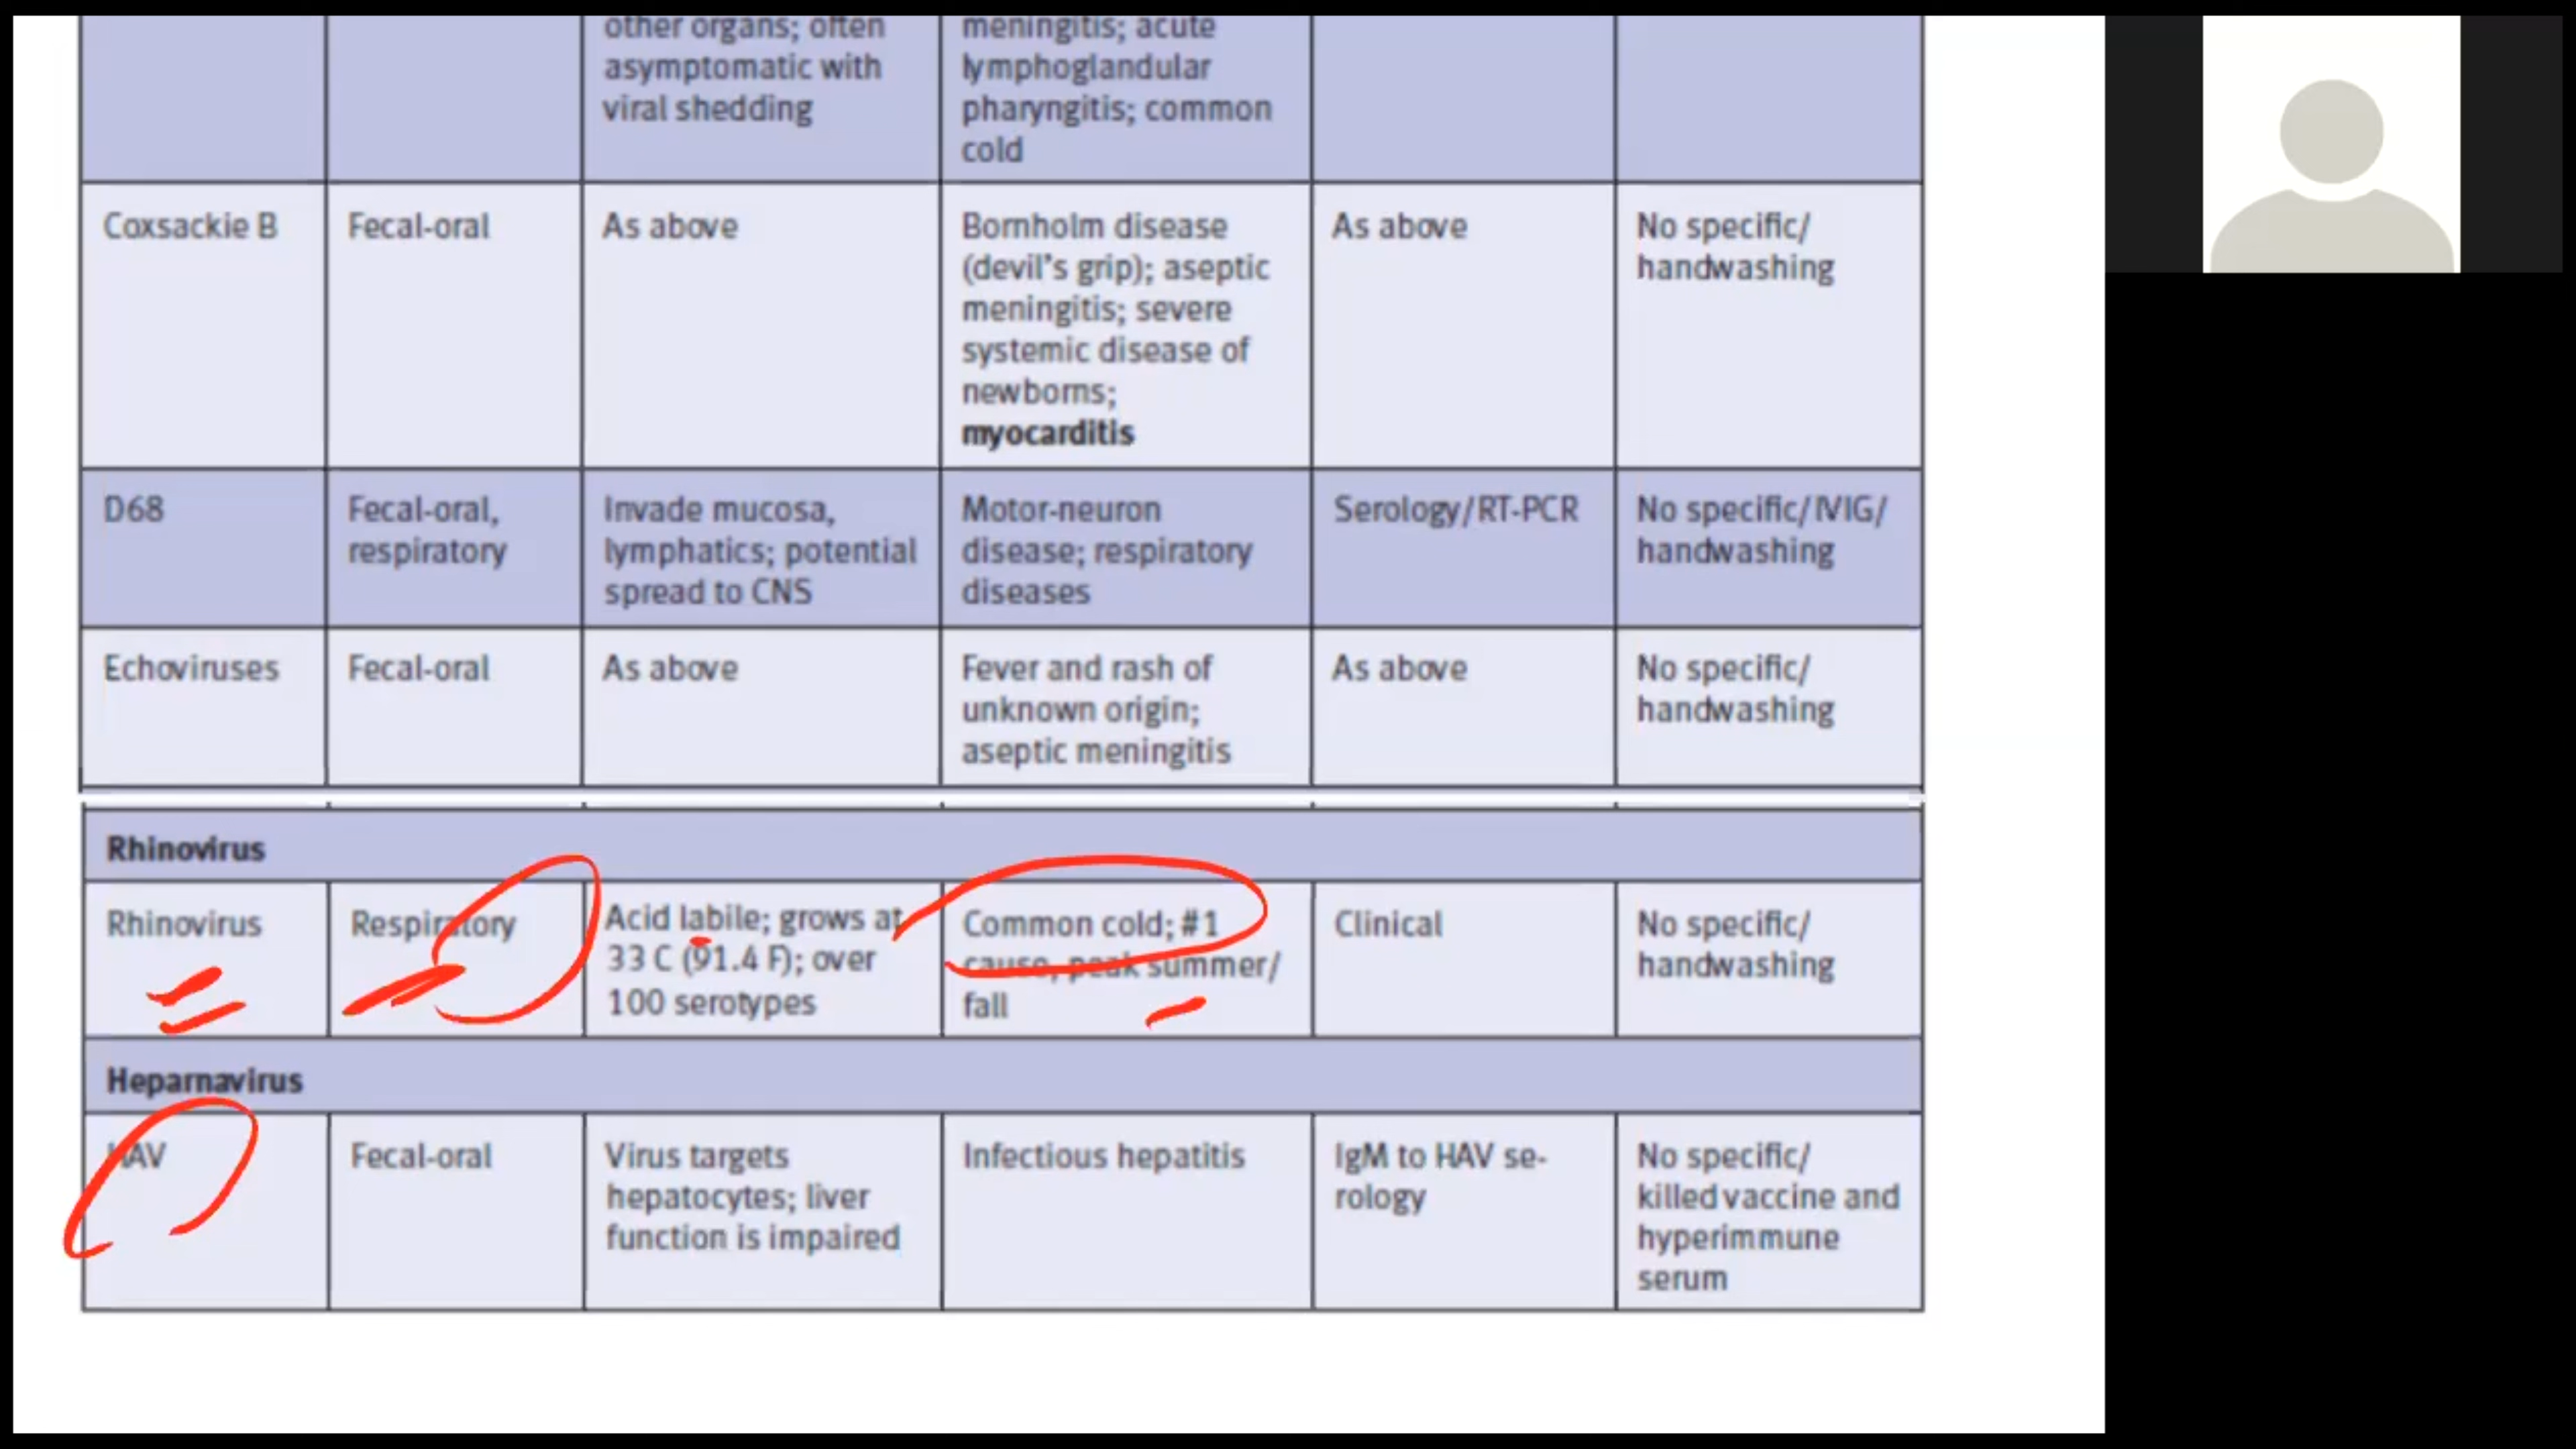 other organs; often
asymptomatic with
viral shedding
meningitis; acute
lymphoglandular
pharyngitis; common
cold
Coxsackie B
Fecal-oral
As above
Bornholm disease
(devil's grip); aseptic
meningitis; severe
systemic disease of
newborns;
myocarditis
As above
No specific/
handwashing
D68
Fecal-oral,
respiratory
Invade mucosa,
lymphatics; potential
spread to CNS
Motor-neuron
disease; respiratory
diseases
Serology/RT-PCR
No specific/IVIG/
handwashing
Echoviruses
Fecal-oral
As above
Fever and rash of
unknown origin;
aseptic meningitis
As above
No specific/
handwashing
Rhinovirus
Rhinovirus
Respiratory
Acid labile; grows at
33 C (91.4 F); over
100 serotypes
Common cold; #1
cause, peak summer/
fall
Clinical
No specific/
handwashing
Heparnavirus
HAV
Fecal-oral
Virus targets
hepatocytes; liver
function is impaired
Infectious hepatitis
IgM to HAV se-
rology
No specific/
killed vaccine and
hyperimmune
serum